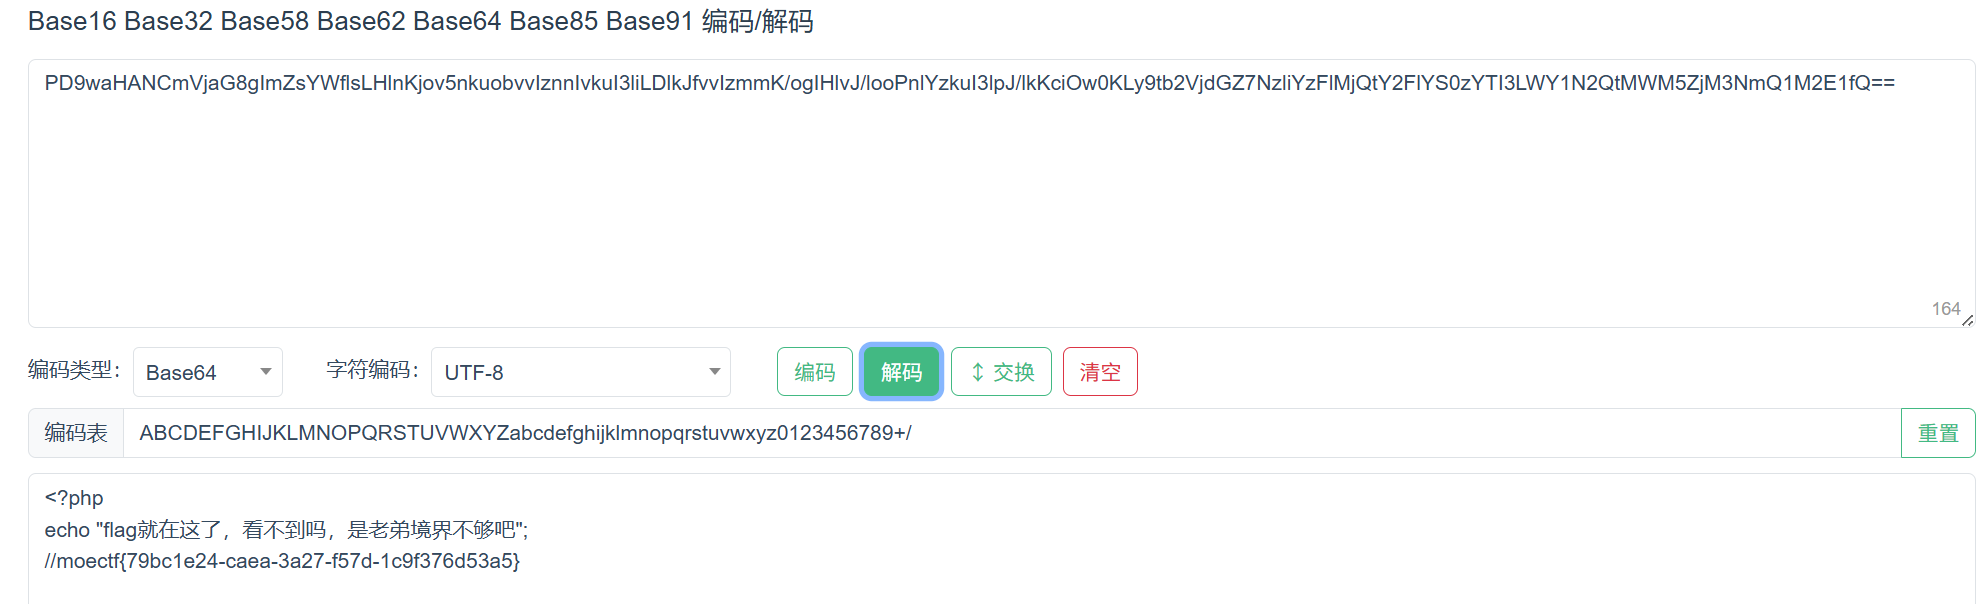 Base16 Base32 Base58 Base62 Base64 Base85 Base91 编码/解码
PD9waHANCmVjaG8gImZsYWflsLHlnKjov5nkuobvvIznnIvkuI3liLDlkJfvvIzmmK/ogIHlvJ/looPnlYzkuI3lpJ/lkKciOw0KLy9tb2VjdGZ7NzliYzFlMjQtY2FlYS0zYTI3LWY1N2QtMWM5ZjM3NmQ1M2E1fQ==
164
编码类型： Base64 字符编码： UTF-8 编码 解码 ↕ 交换 清空
编码表 ABCDEFGHIJKLMNOPQRSTUVWXYZabcdefghijklmnopqrstuvwxyz0123456789+/ 重置
<?php
echo "flag就在这了，看不到吗，是老弟境界不够吧";
//moectf{79bc1e24-caea-3a27-f57d-1c9f376d53a5}